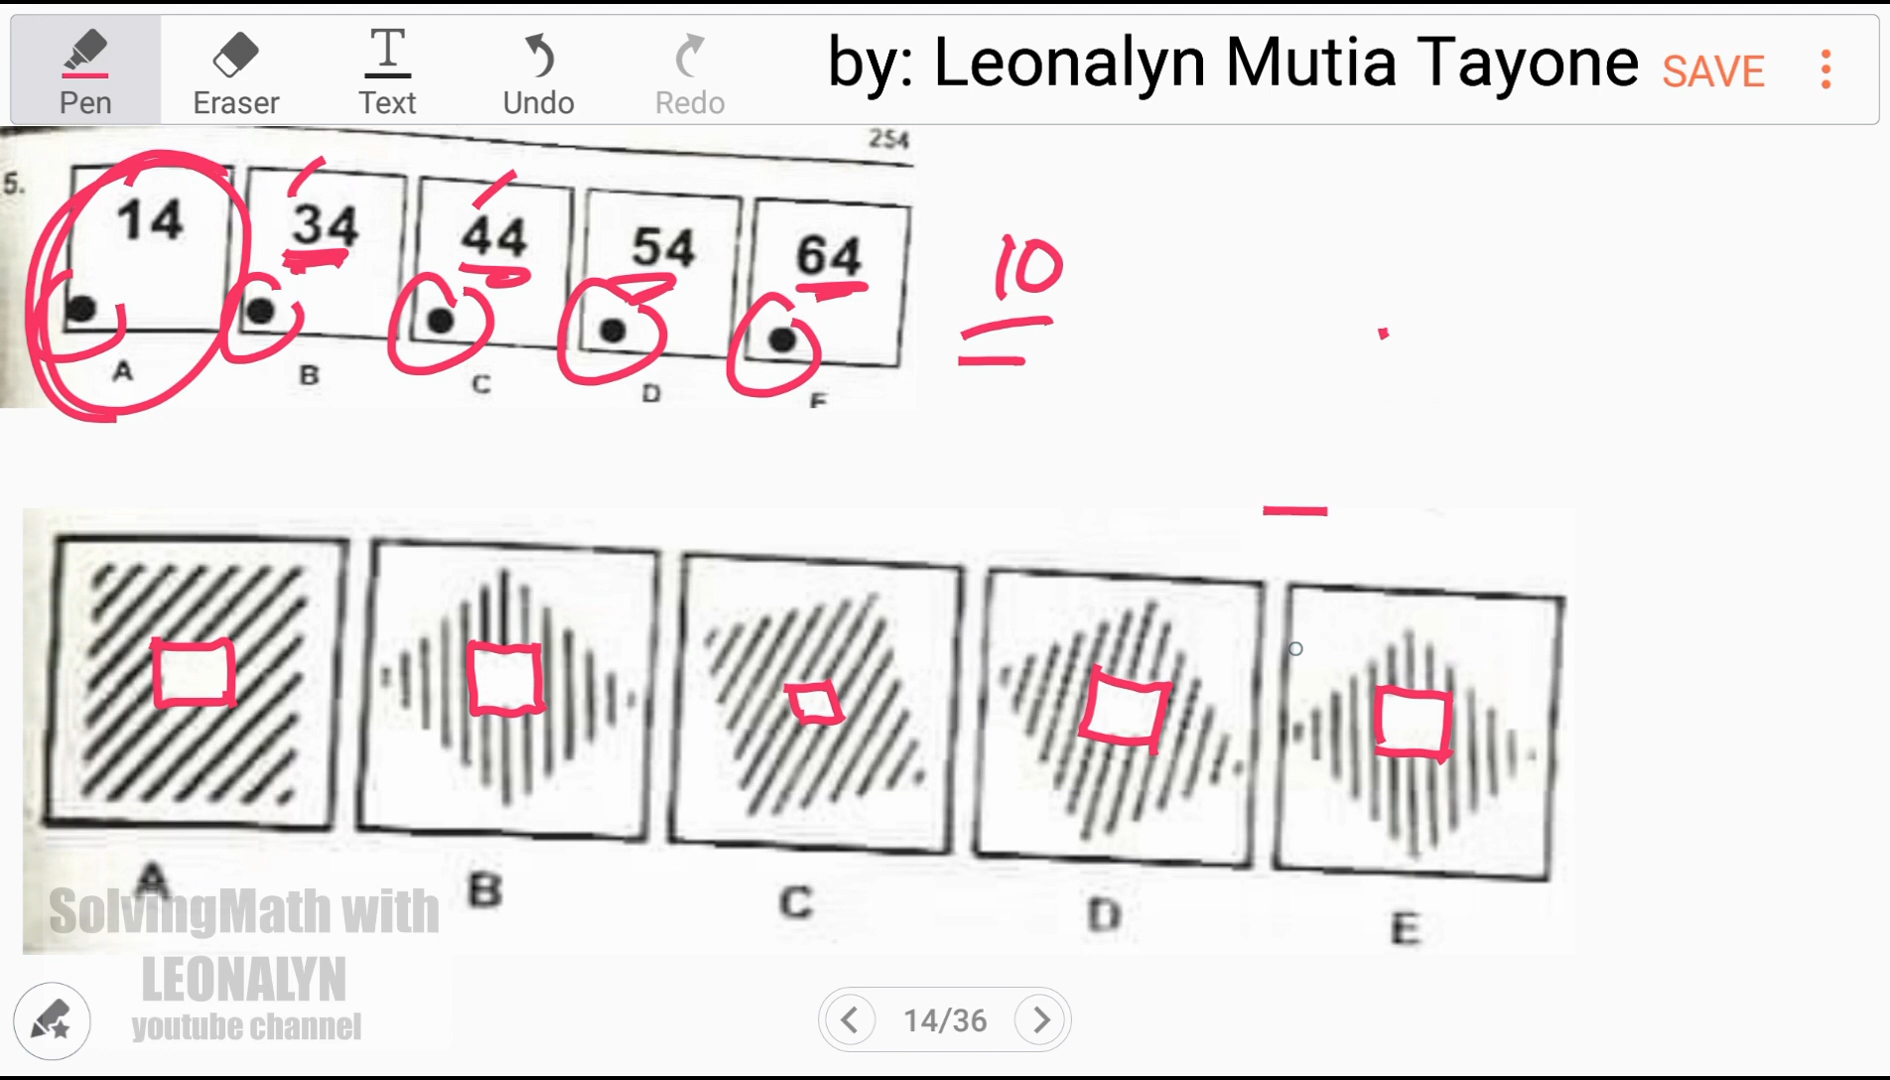 by: Leonalyn Mutia Tayone
SAVE
Pen Eraser Text Undo Redo
254
5.
14 34 44 54 64
10
A B C D E
A B C D E
SolvingMath with
LEONALYN
youtube channel
14/36